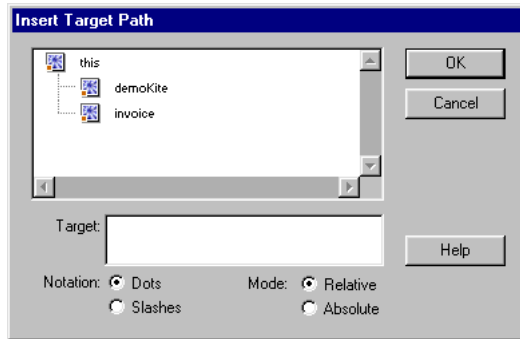 Insert Target Path
this
demoKite
invoice
OK
Cancel
Target:
Help
Notation: Dots Mode: Relative
Slashes Absolute